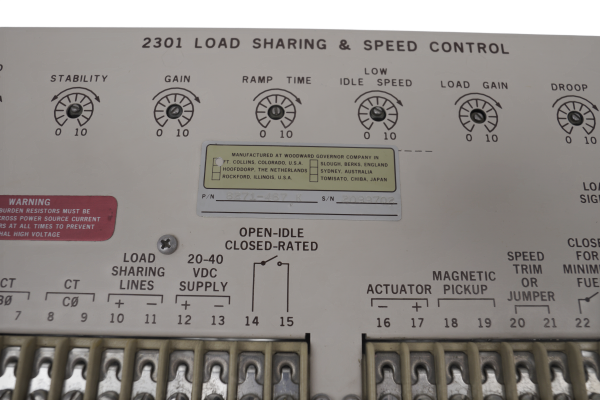 2301 LOAD SHARING & SPEED CONTROL
STABILITY GAIN RAMP TIME LOW IDLE SPEED LOAD GAIN DROOP
0 10 0 10 0 10 0 10 0 10 0 10
MANUFACTURED AT WOODWARD GOVERNOR COMPANY IN
FT. COLLINS, COLORADO, U.S.A. SLOUGH, BERKS, ENGLAND
HOOFDDORP, THE NETHERLANDS SYDNEY, AUSTRALIA
ROCKFORD, ILLINOIS, U.S.A. TOMISATO, CHIBA, JAPAN
P/N S/N
WARNING
BURDEN RESISTORS MUST BE
POWER SOURCE CURRENT
AT ALL TIMES TO PREVENT
HIGH VOLTAGE
OPEN-IDLE
CLOSED-RATED
CT
7
CT
CØ
8 9
LOAD
SHARING
LINES
+ −
10 11
20-40
VDC
SUPPLY
+ −
12 13
14 15
ACTUATOR
− +
16 17
MAGNETIC
PICKUP
18 19
SPEED
TRIM
OR
JUMPER
20 21
FOR
22